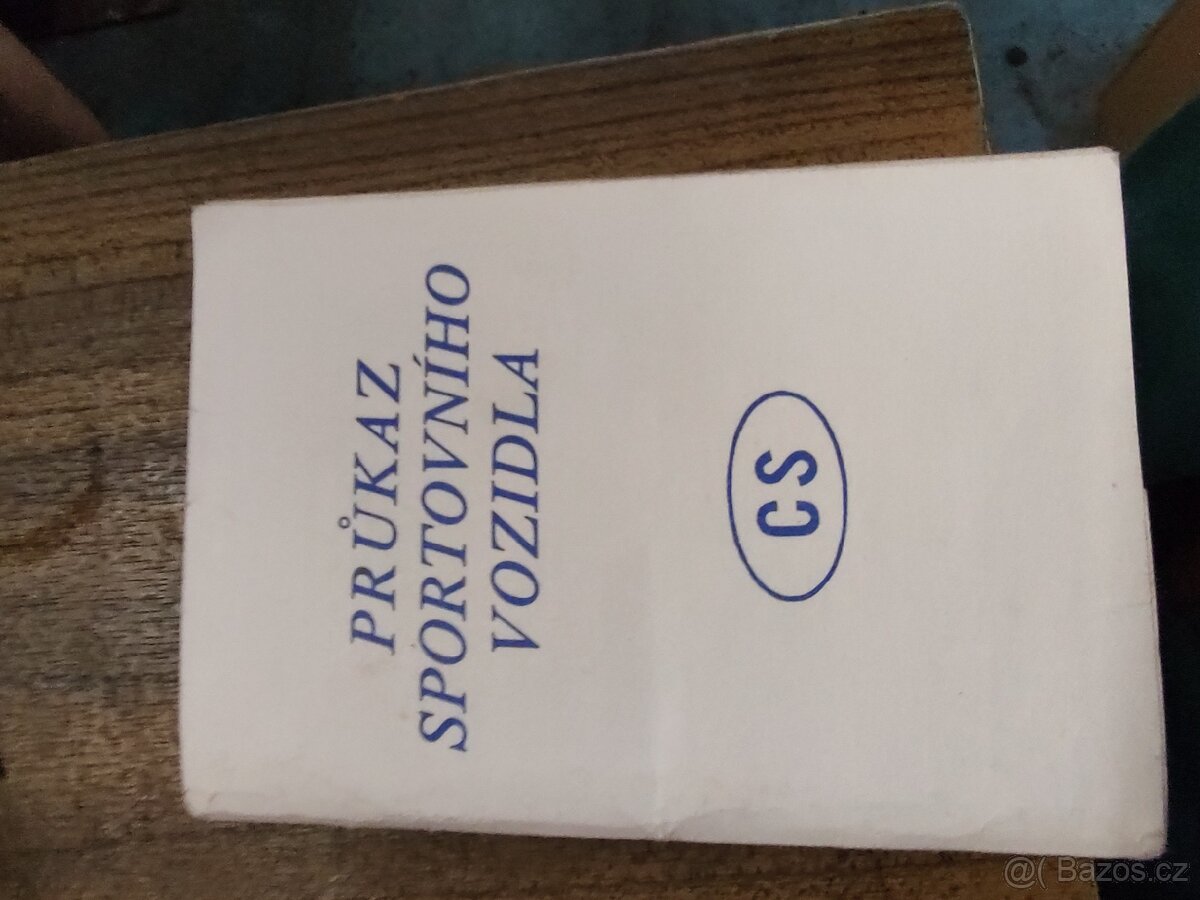 PRŮKAZ
SPORTOVNÍHO
VOZIDLA
CS
@( Bazos.cz